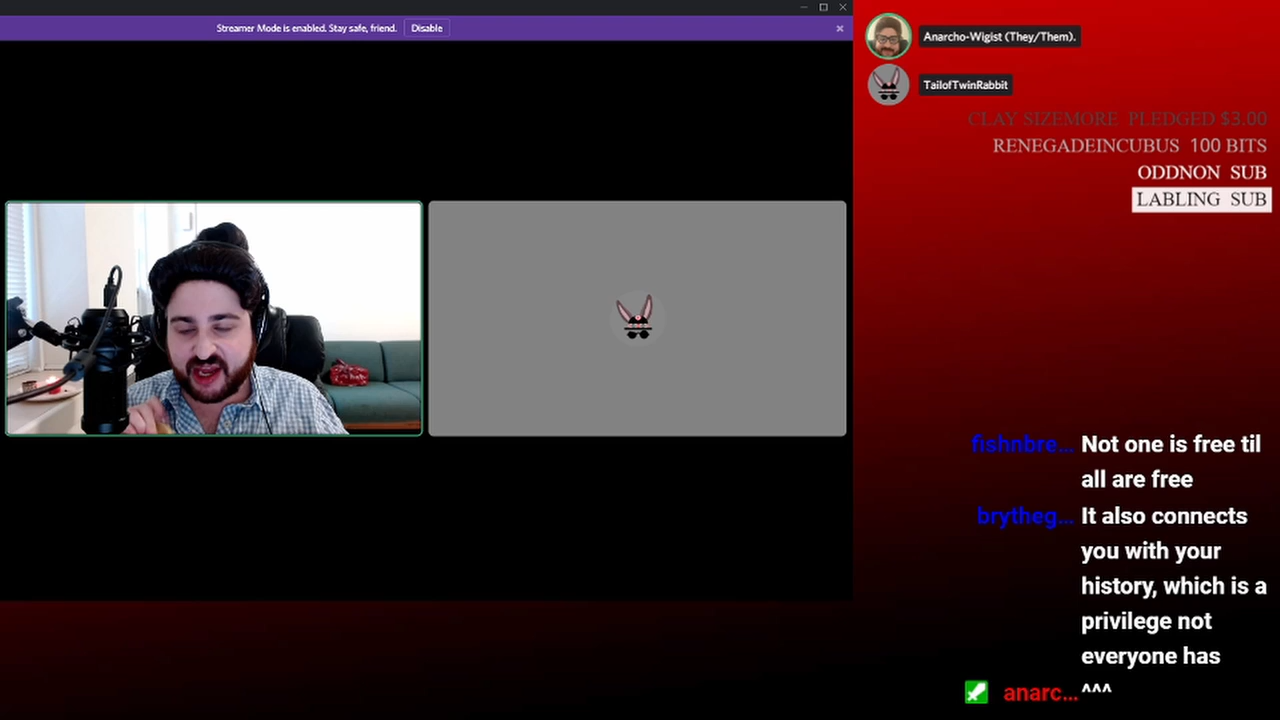 Streamer Mode is enabled. Stay safe, friend. Disable
Anarcho-Wigist (They/Them).
TailofTwinRabbit
CLAY SIZEMORE PLEDGED $3.00
RENEGADEINCUBUS 100 BITS
ODDNON SUB
LABLING SUB
fishnbre... Not one is free til
all are free
brytheg... It also connects
you with your
history, which is a
privilege not
everyone has
anarc... ^^^